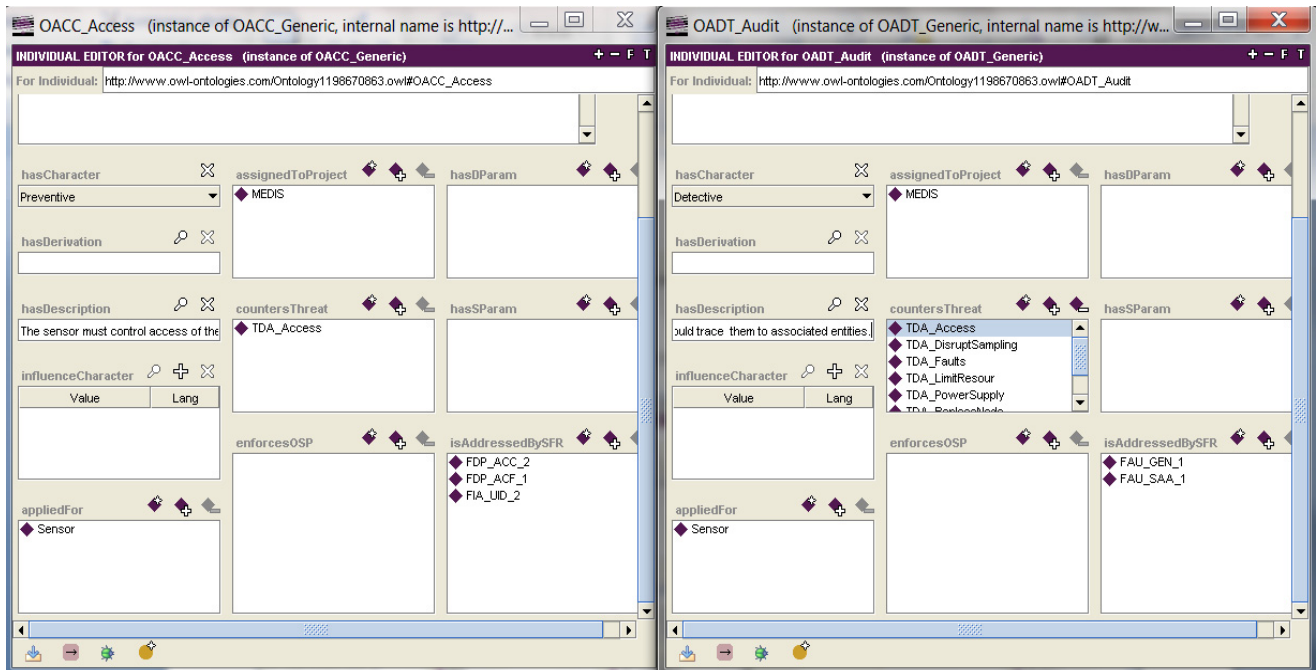 OACC_Access (instance of OACC_Generic, internal name is http://...
INDIVIDUAL EDITOR for OACC_Access (instance of OACC_Generic)
+ − F T
For Individual: http://www.owl-ontologies.com/Ontology1198670863.owl#OACC_Access
hasCharacter
assignedToProject
hasDParam
Preventive
MEDIS
hasDerivation
hasDescription
countersThreat
hasSParam
The sensor must control access of the
TDA_Access
influenceCharacter
Value Lang
enforcesOSP
isAddressedBySFR
FDP_ACC_2
FDP_ACF_1
FIA_UID_2
appliedFor
Sensor
OADT_Audit (instance of OADT_Generic, internal name is http://w...
INDIVIDUAL EDITOR for OADT_Audit (instance of OADT_Generic)
+ − F T
For Individual: http://www.owl-ontologies.com/Ontology1198670863.owl#OADT_Audit
hasCharacter
assignedToProject
hasDParam
Detective
MEDIS
hasDerivation
hasDescription
countersThreat
hasSParam
ould trace them to associated entities.
TDA_Access
TDA_DisruptSampling
TDA_Faults
TDA_LimitResour
TDA_PowerSupply
TDA_ReplaceNode
influenceCharacter
Value Lang
enforcesOSP
isAddressedBySFR
FAU_GEN_1
FAU_SAA_1
appliedFor
Sensor